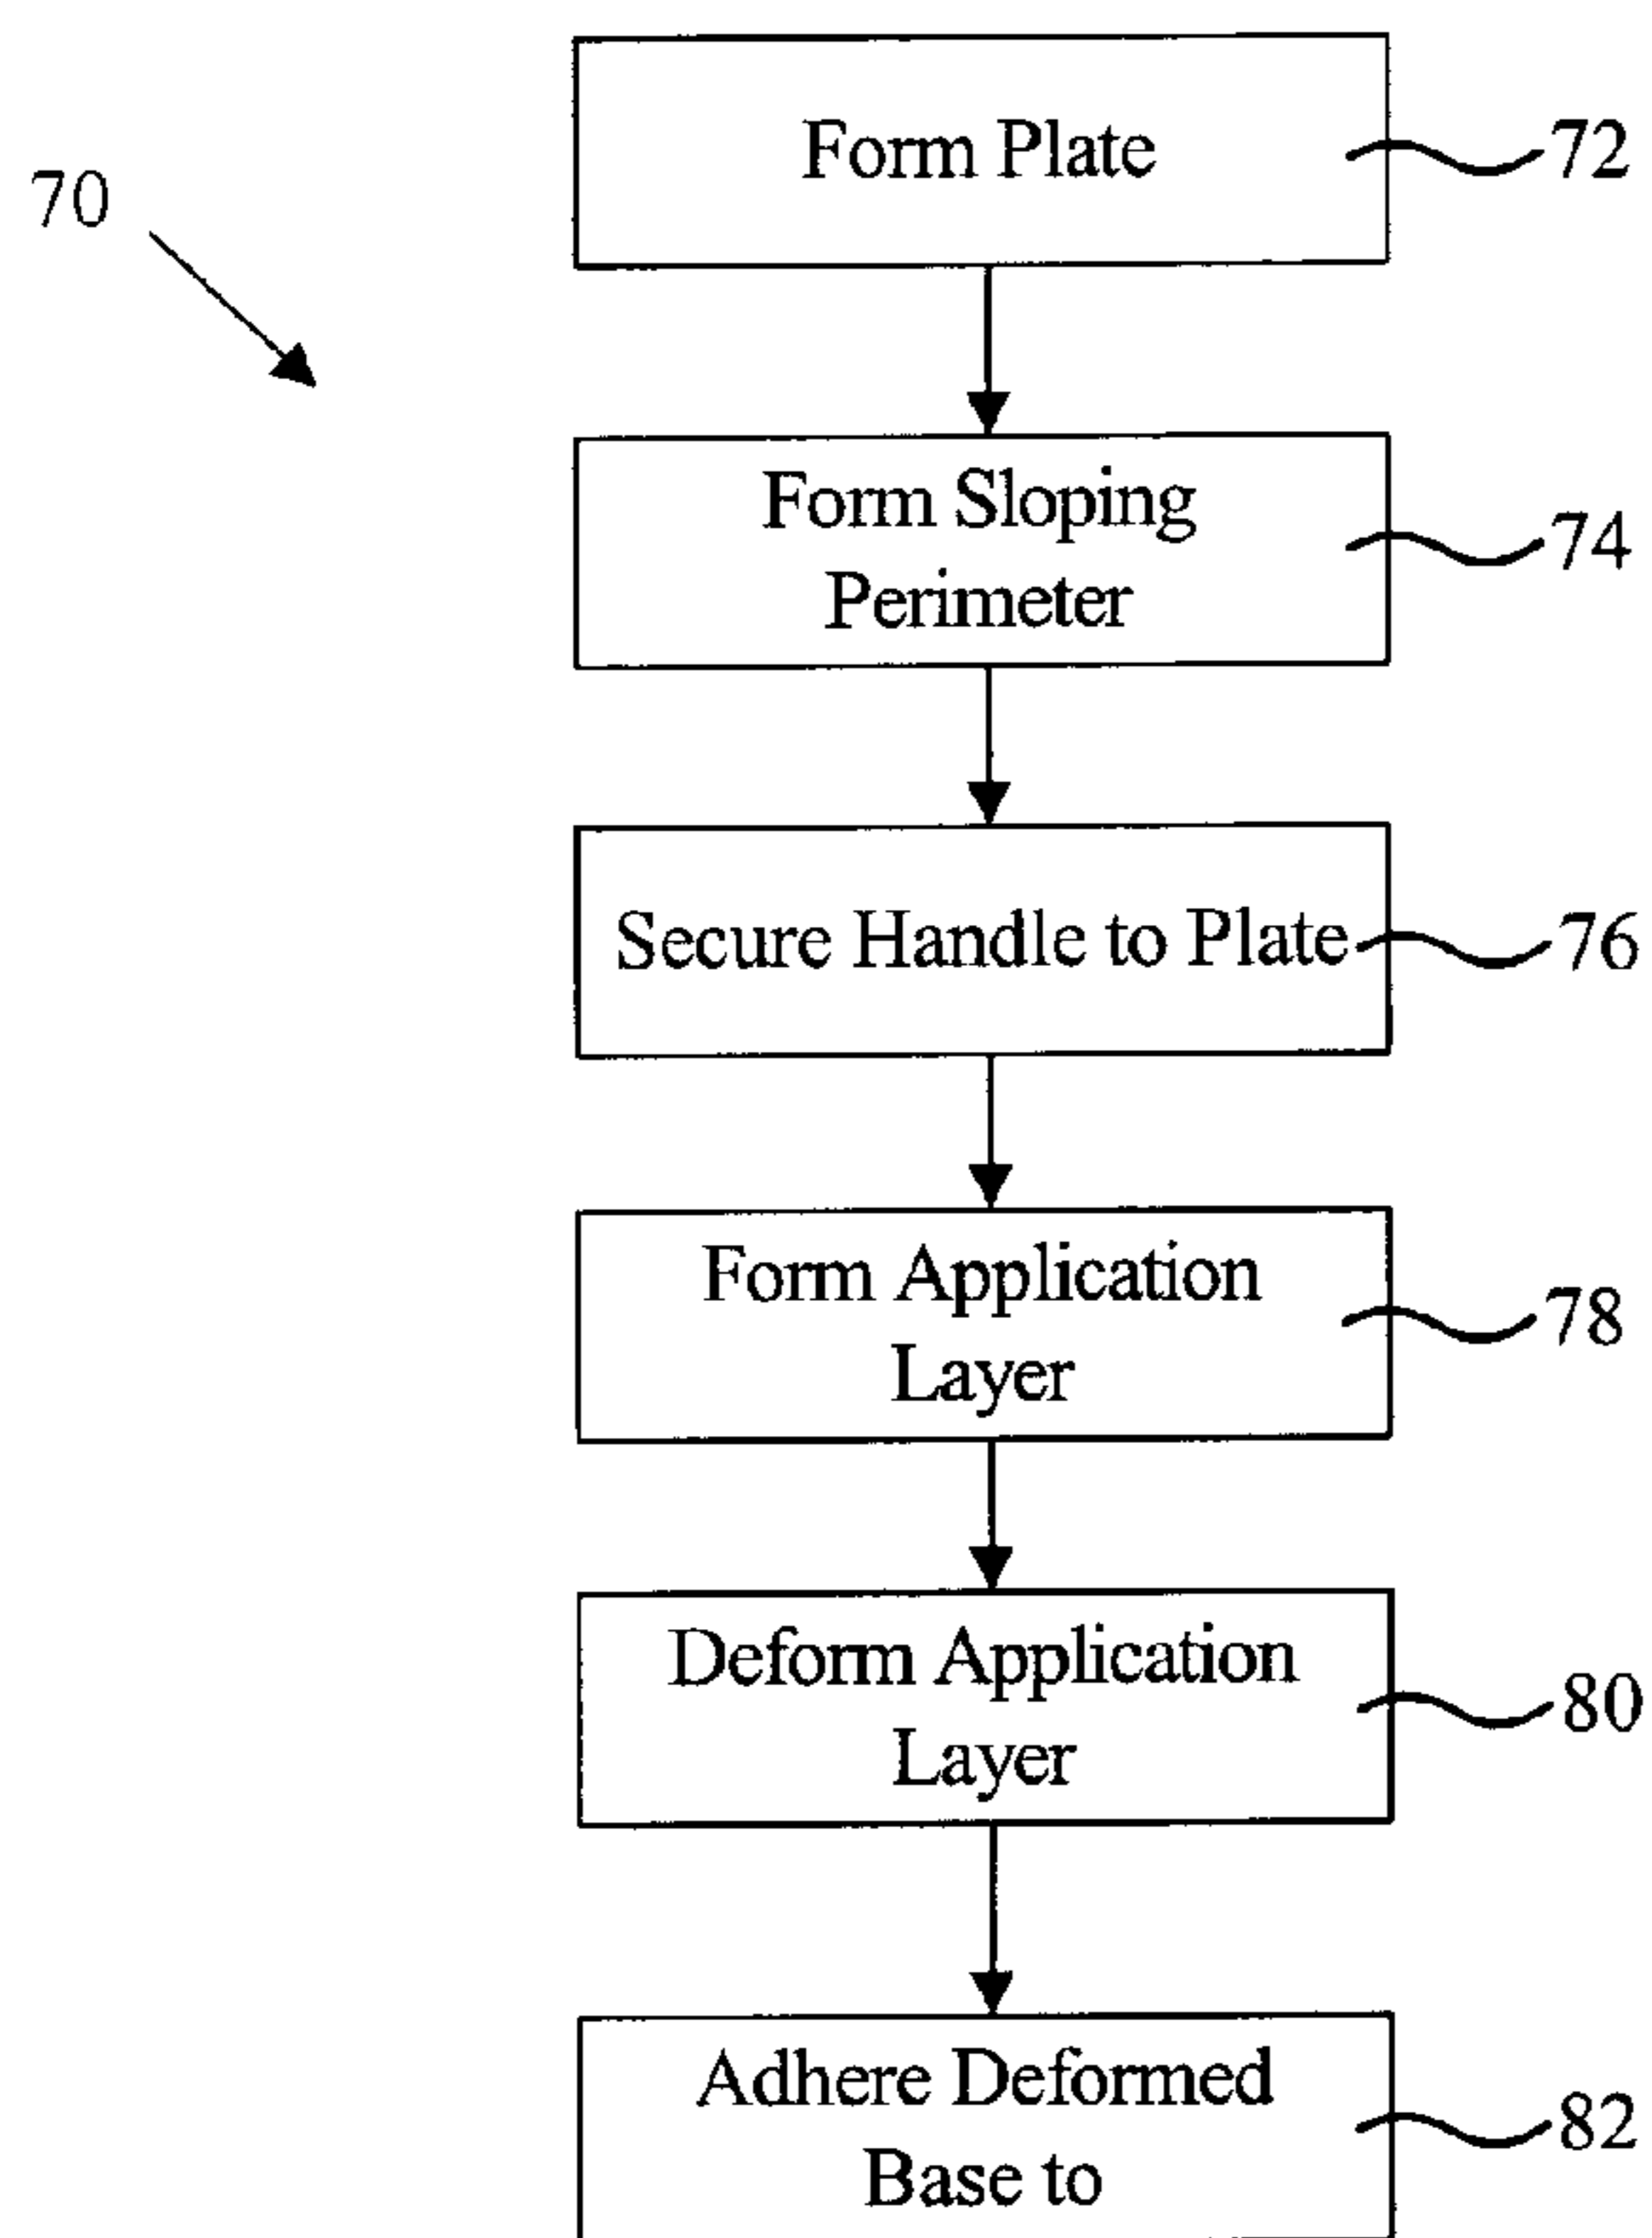 70
Form Plate
72
Form Sloping
Perimeter
74
Secure Handle to Plate
76
Form Application
Layer
78
Deform Application
Layer
80
Adhere Deformed
Base to
82